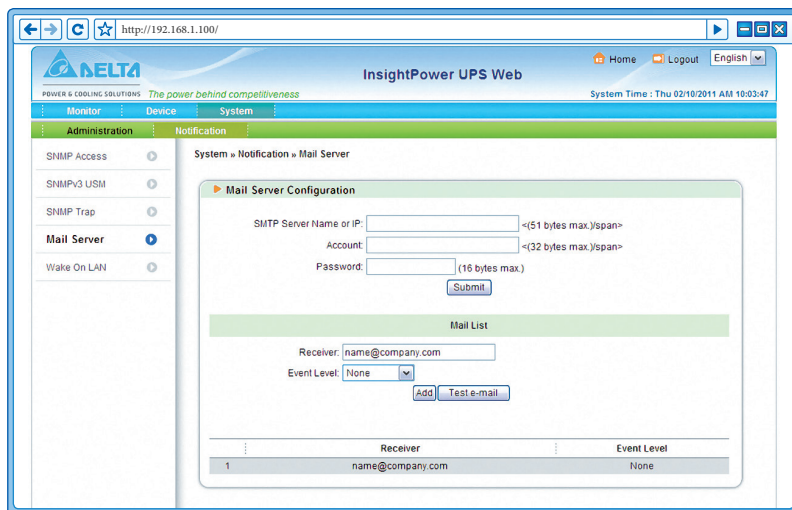 http://192.168.1.100/
Home Logout English
DELTA
InsightPower UPS Web
POWER & COOLING SOLUTIONS The power behind competitiveness
System Time : Thu 02/10/2011 AM 10:03:47
Monitor Device System
Administration Notification
SNMP Access
SNMPv3 USM
SNMP Trap
Mail Server
Wake On LAN
System » Notification » Mail Server
Mail Server Configuration
SMTP Server Name or IP: <(51 bytes max.)/span>
Account: <(32 bytes max.)/span>
Password: (16 bytes max.)
Submit
Mail List
Receiver: name@company.com
Event Level: None
Add Test e-mail
Receiver Event Level
1 name@company.com None